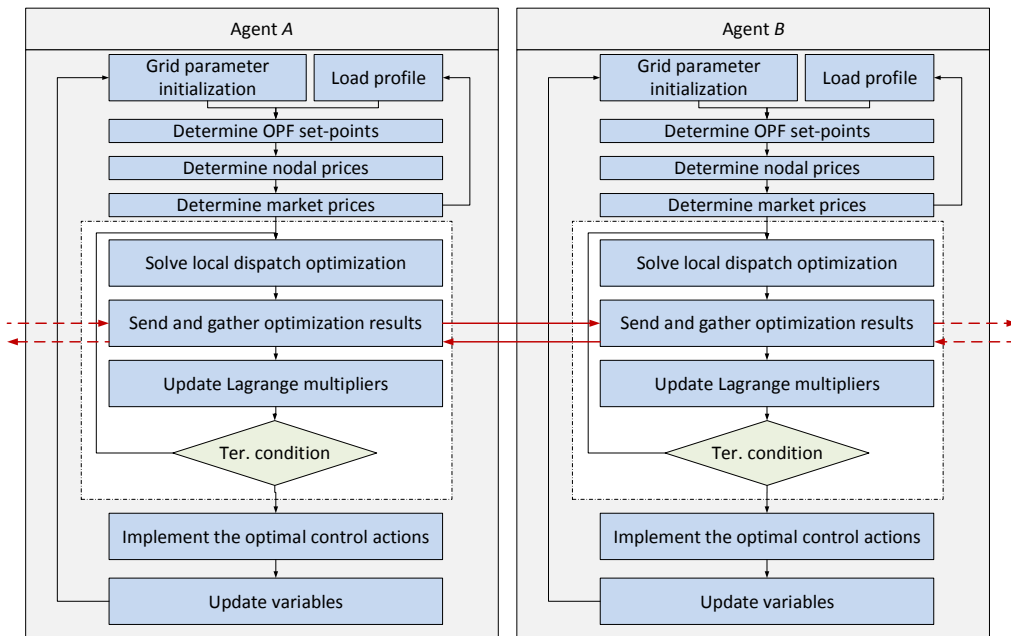 Agent A
Grid parameter
initialization
Load profile
Determine OPF set-points
Determine nodal prices
Determine market prices
Solve local dispatch optimization
Send and gather optimization results
Update Lagrange multipliers
Ter. condition
Implement the optimal control actions
Update variables
Agent B
Grid parameter
initialization
Load profile
Determine OPF set-points
Determine nodal prices
Determine market prices
Solve local dispatch optimization
Send and gather optimization results
Update Lagrange multipliers
Ter. condition
Implement the optimal control actions
Update variables